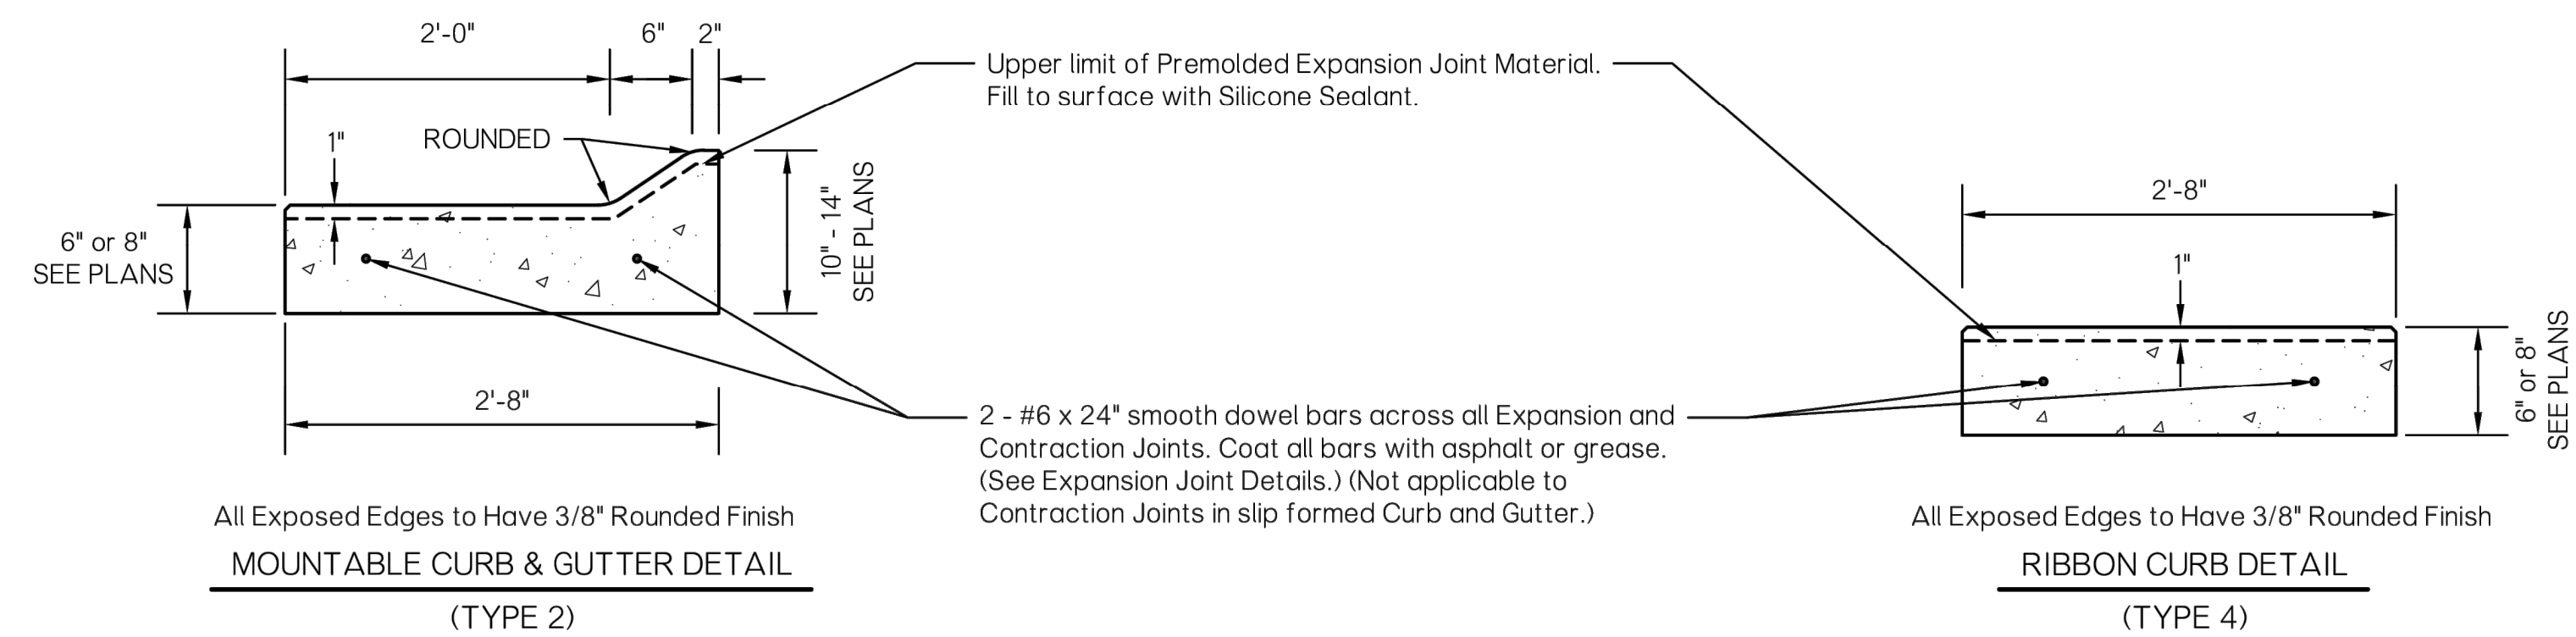 2'-0"
6"
2"
Upper limit of Premolded Expansion Joint Material.
Fill to surface with Silicone Sealant.
1"
ROUNDED
6" or 8"
SEE PLANS
10" - 14"
SEE PLANS
2'-8"
2'-8"
1"
6" or 8"
SEE PLANS
2 - #6 x 24" smooth dowel bars across all Expansion and
Contraction Joints. Coat all bars with asphalt or grease.
(See Expansion Joint Details.) (Not applicable to
Contraction Joints in slip formed Curb and Gutter.)
All Exposed Edges to Have 3/8" Rounded Finish
MOUNTABLE CURB & GUTTER DETAIL
(TYPE 2)
All Exposed Edges to Have 3/8" Rounded Finish
RIBBON CURB DETAIL
(TYPE 4)